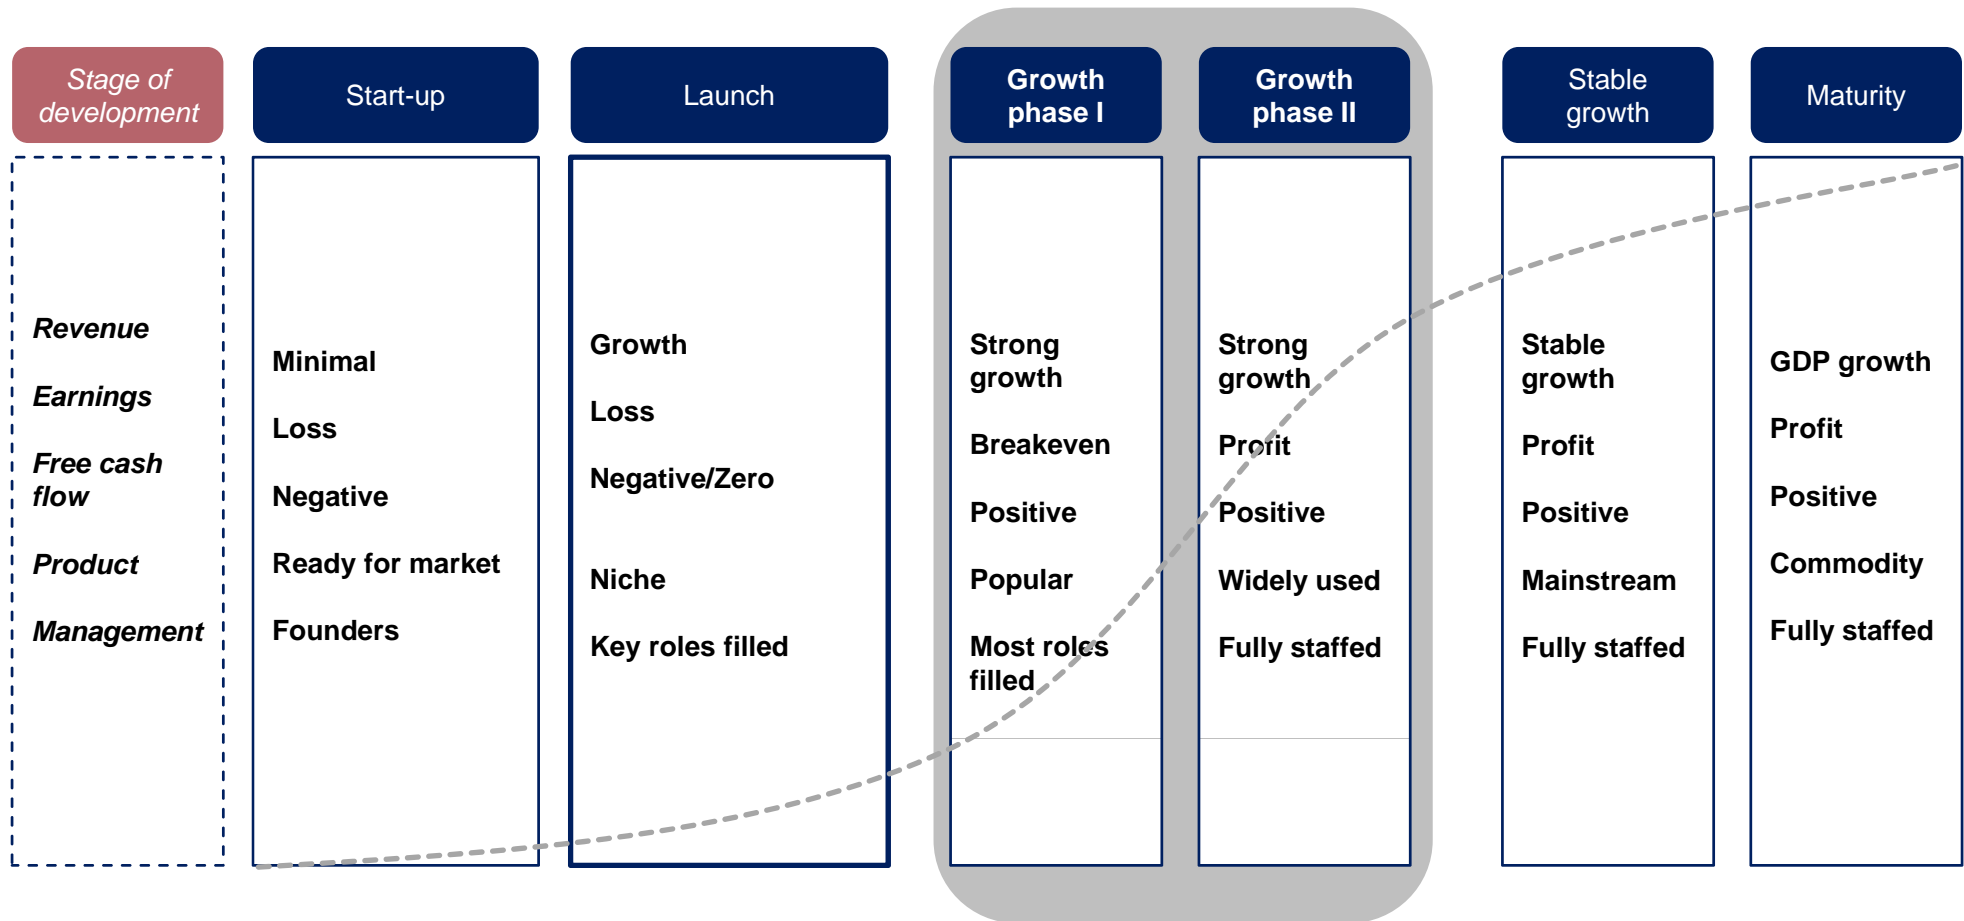 Stage of
development
Start-up
Launch
Growth
phase I
Growth
phase II
Stable
growth
Maturity
Revenue
Earnings
Free cash
flow
Product
Management
Minimal
Loss
Negative
Ready for market
Founders
Growth
Loss
Negative/Zero
Niche
Key roles filled
Strong
growth
Breakeven
Positive
Popular
Most roles
filled
Strong
growth
Profit
Positive
Widely used
Fully staffed
Stable
growth
Profit
Positive
Mainstream
Fully staffed
GDP growth
Profit
Positive
Commodity
Fully staffed